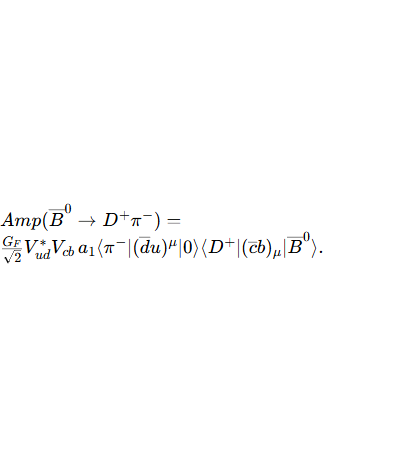 Amp(B̅⁰ → D⁺π⁻) =
G_F/√2 V*_ud V_cb a₁⟨π⁻|(d̅u)^μ|0⟩⟨D⁺|(c̅b)_μ|B̅⁰⟩.